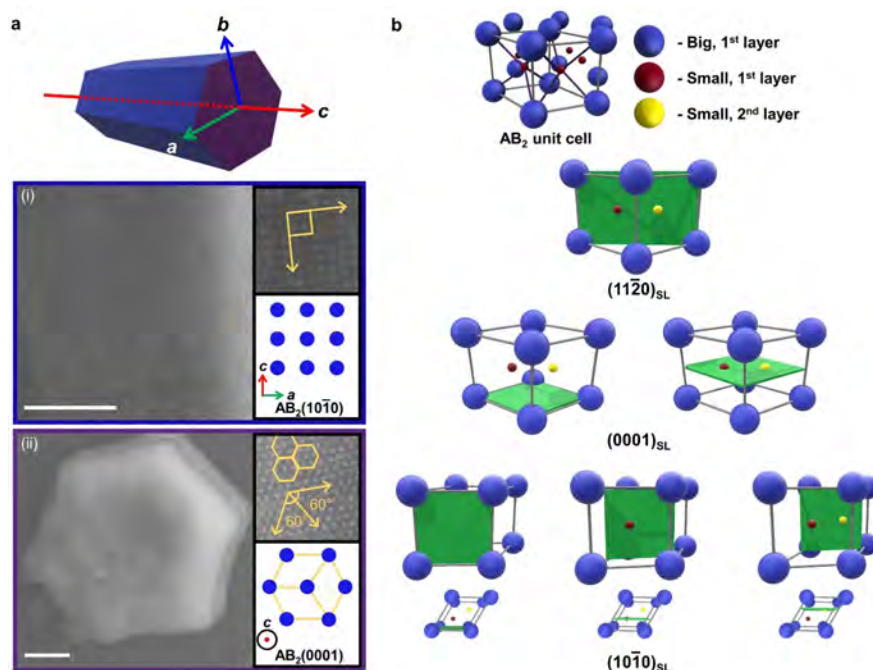 a
b
c
a
(i)
c
a
AB₂(101̅0)
(ii)
60°
60°
c
AB₂(0001)
b
AB₂ unit cell
- Big, 1ˢᵗ layer
- Small, 1ˢᵗ layer
- Small, 2ⁿᵈ layer
(112̅0)SL
(0001)SL
(101̅0)SL